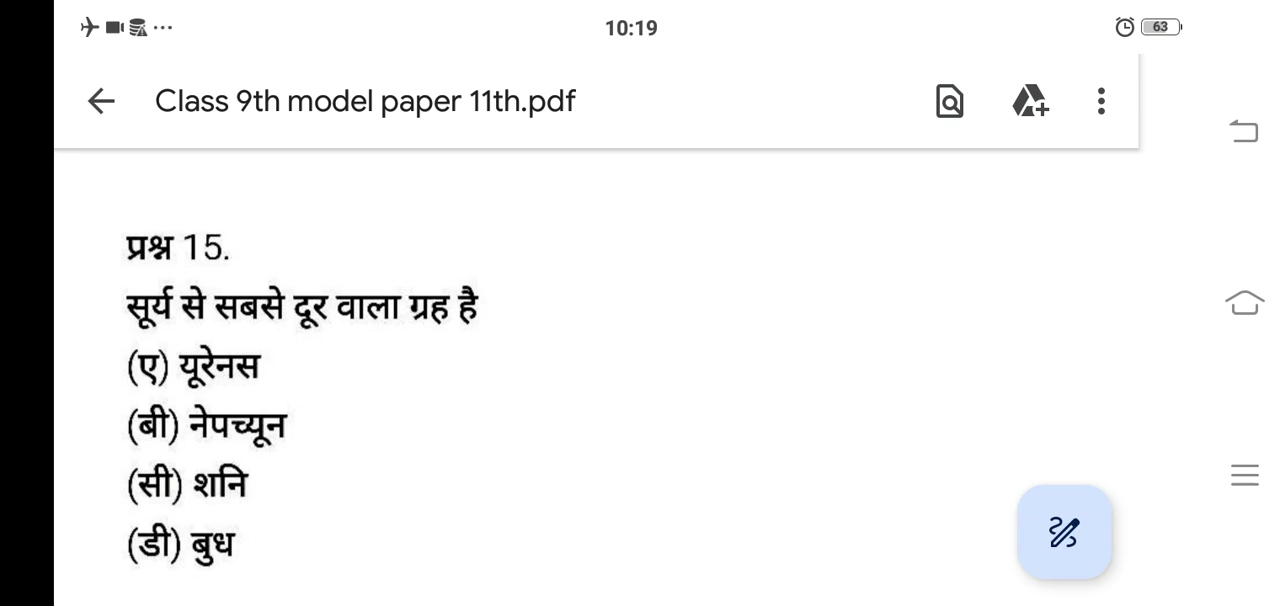 10:19
63
Class 9th model paper 11th.pdf
प्रश्न 15.
सूर्य से सबसे दूर वाला ग्रह है
(ए) यूरेनस
(बी) नेपच्यून
(सी) शनि
(डी) बुध